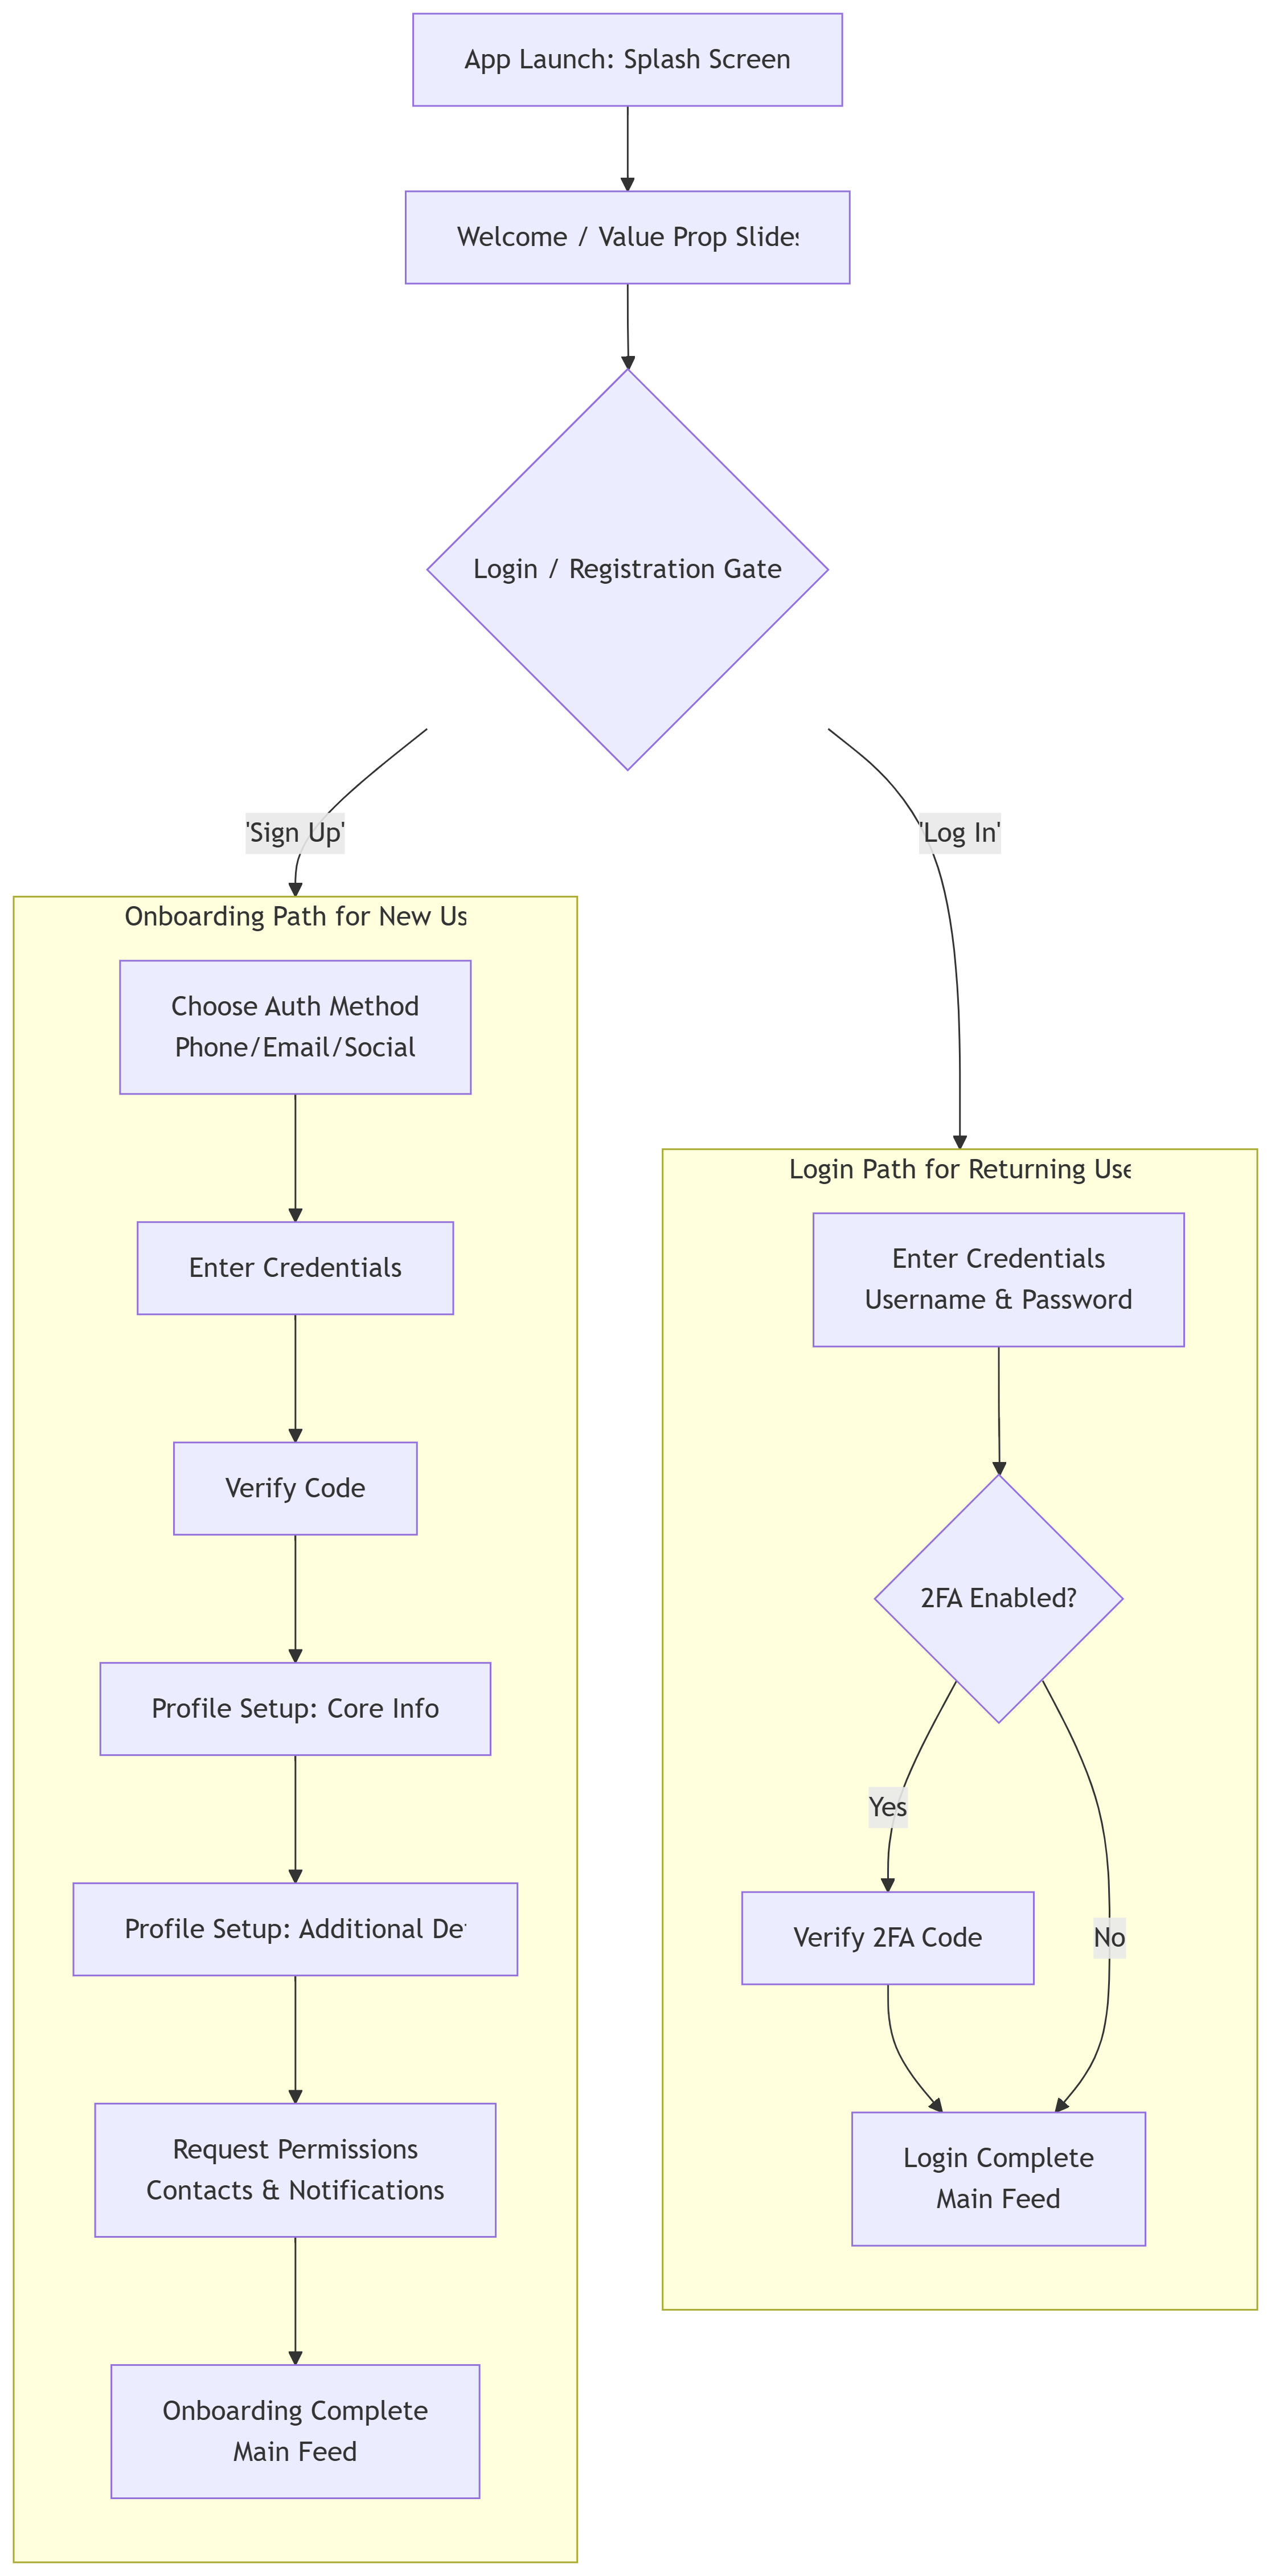 App Launch: Splash Screen
Welcome / Value Prop Slides
Login / Registration Gate
'Sign Up'
'Log In'
Onboarding Path for New Us
Choose Auth Method
Phone/Email/Social
Enter Credentials
Verify Code
Profile Setup: Core Info
Profile Setup: Additional De
Request Permissions
Contacts & Notifications
Onboarding Complete
Main Feed
Login Path for Returning Use
Enter Credentials
Username & Password
2FA Enabled?
Yes
No
Verify 2FA Code
Login Complete
Main Feed